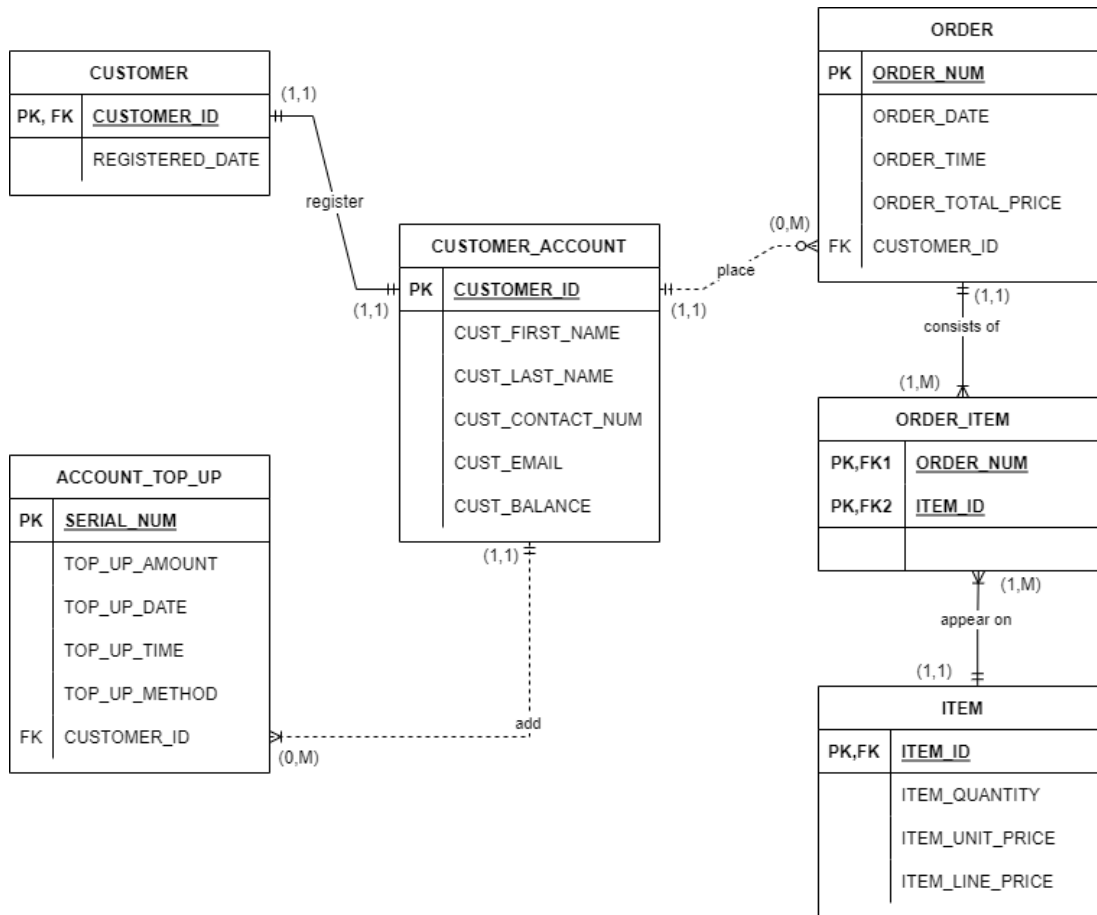 CUSTOMER
PK, FK CUSTOMER_ID
REGISTERED_DATE
(1,1)
register
(1,1)
CUSTOMER_ACCOUNT
PK CUSTOMER_ID
CUST_FIRST_NAME
CUST_LAST_NAME
CUST_CONTACT_NUM
CUST_EMAIL
CUST_BALANCE
(1,1)
place
(0,M)
ORDER
PK ORDER_NUM
ORDER_DATE
ORDER_TIME
ORDER_TOTAL_PRICE
FK CUSTOMER_ID
(1,1)
consists of
(1,M)
ORDER_ITEM
PK,FK1 ORDER_NUM
PK,FK2 ITEM_ID
(1,M)
appear on
(1,1)
ITEM
PK,FK ITEM_ID
ITEM_QUANTITY
ITEM_UNIT_PRICE
ITEM_LINE_PRICE
(1,1)
add
(0,M)
ACCOUNT_TOP_UP
PK SERIAL_NUM
TOP_UP_AMOUNT
TOP_UP_DATE
TOP_UP_TIME
TOP_UP_METHOD
FK CUSTOMER_ID